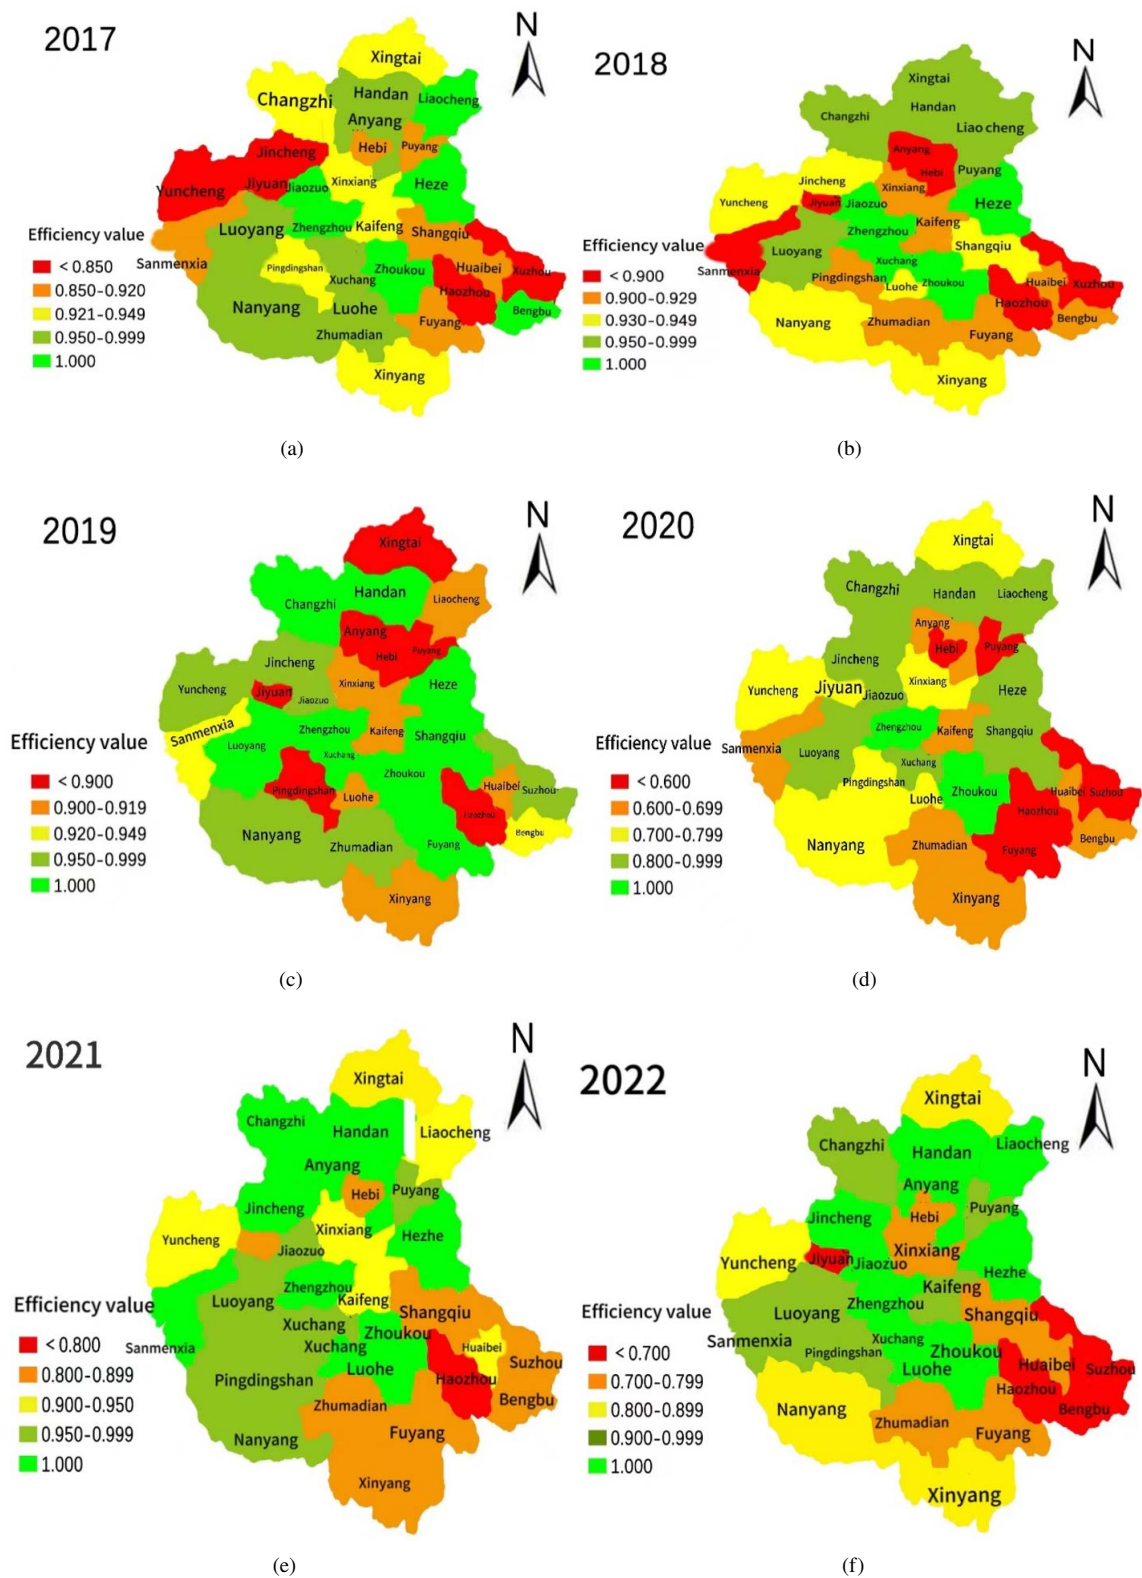 2017
N
Xingtai
Changzhi
Handan
Liaocheng
Anyang
Hebi
Puyang
Jincheng
Yuncheng
Jiyuan
Jiaozuo
Xinxiang
Heze
Luoyang
Zhengzhou
Kaifeng
Shangqiu
Sanmenxia
Pingdingshan
Xuchang
Zhoukou
Huaibei
Xuzhou
Haozhou
Nanyang
Luohe
Fuyang
Bengbu
Zhumadian
Xinyang
Efficiency value
< 0.850
0.850-0.920
0.921-0.949
0.950-0.999
1.000
(a)
2018
N
Xingtai
Handan
Changzhi
Liao cheng
Anyang
Hebi
Puyang
Jincheng
Xinxiang
Yuncheng
Jiyuan
Jiaozuo
Heze
Kaifeng
Zhengzhou
Shangqiu
Luoyang
Xuchang
Sanmenxia
Pingdingshan
Luohe
Zhoukou
Huaibei
Xuzhou
Haozhou
Nanyang
Zhumadian
Fuyang
Bengbu
Xinyang
Efficiency value
< 0.900
0.900-0.929
0.930-0.949
0.950-0.999
1.000
(b)
2019
N
Xingtai
Handan
Changzhi
Liaocheng
Anyang
Hebi
Puyang
Jincheng
Yuncheng
Jiyuan
Jiaozuo
Xinxiang
Heze
Sanmenxia
Luoyang
Zhengzhou
Kaifeng
Shangqiu
Xuchang
Zhoukou
Pingdingshan
Luohe
Huaibei
Suzhou
Haozhou
Nanyang
Zhumadian
Fuyang
Bengbu
Xinyang
Efficiency value
< 0.900
0.900-0.919
0.920-0.949
0.950-0.999
1.000
(c)
2020
N
Xingtai
Changzhi
Handan
Liaocheng
Anyang
Hebi
Puyang
Jincheng
Yuncheng
Jiyuan
Jiaozuo
Xinxiang
Heze
Zhengzhou
Kaifeng
Shangqiu
Sanmenxia
Luoyang
Xuchang
Pingdingshan
Luohe
Zhoukou
Huaibei
Suzhou
Haozhou
Nanyang
Zhumadian
Fuyang
Bengbu
Xinyang
Efficiency value
< 0.600
0.600-0.699
0.700-0.799
0.800-0.999
1.000
(d)
2021
N
Xingtai
Changzhi
Handan
Liaocheng
Anyang
Hebi
Puyang
Jincheng
Xinxiang
Yuncheng
Jiaozuo
Hezhe
Zhengzhou
Luoyang
Kaifeng
Shangqiu
Xuchang
Zhoukou
Sanmenxia
Xuchang
Huaibei
Luohe
Suzhou
Pingdingshan
Haozhou
Bengbu
Zhumadian
Nanyang
Fuyang
Xinyang
Efficiency value
< 0.800
0.800-0.899
0.900-0.950
0.950-0.999
1.000
(e)
2022
N
Xingtai
Changzhi
Handan
Liaocheng
Anyang
Puyang
Jincheng
Hebi
Yuncheng
Jiyuan
Jiaozuo
Xinxiang
Hezhe
Kaifeng
Luoyang
Zhengzhou
Shangqiu
Sanmenxia
Pingdingshan
Xuchang
Zhoukou
Luohe
Huaibei
Suzhou
Haozhou
Nanyang
Bengbu
Zhumadian
Fuyang
Xinyang
Efficiency value
< 0.700
0.700-0.799
0.800-0.899
0.900-0.999
1.000
(f)